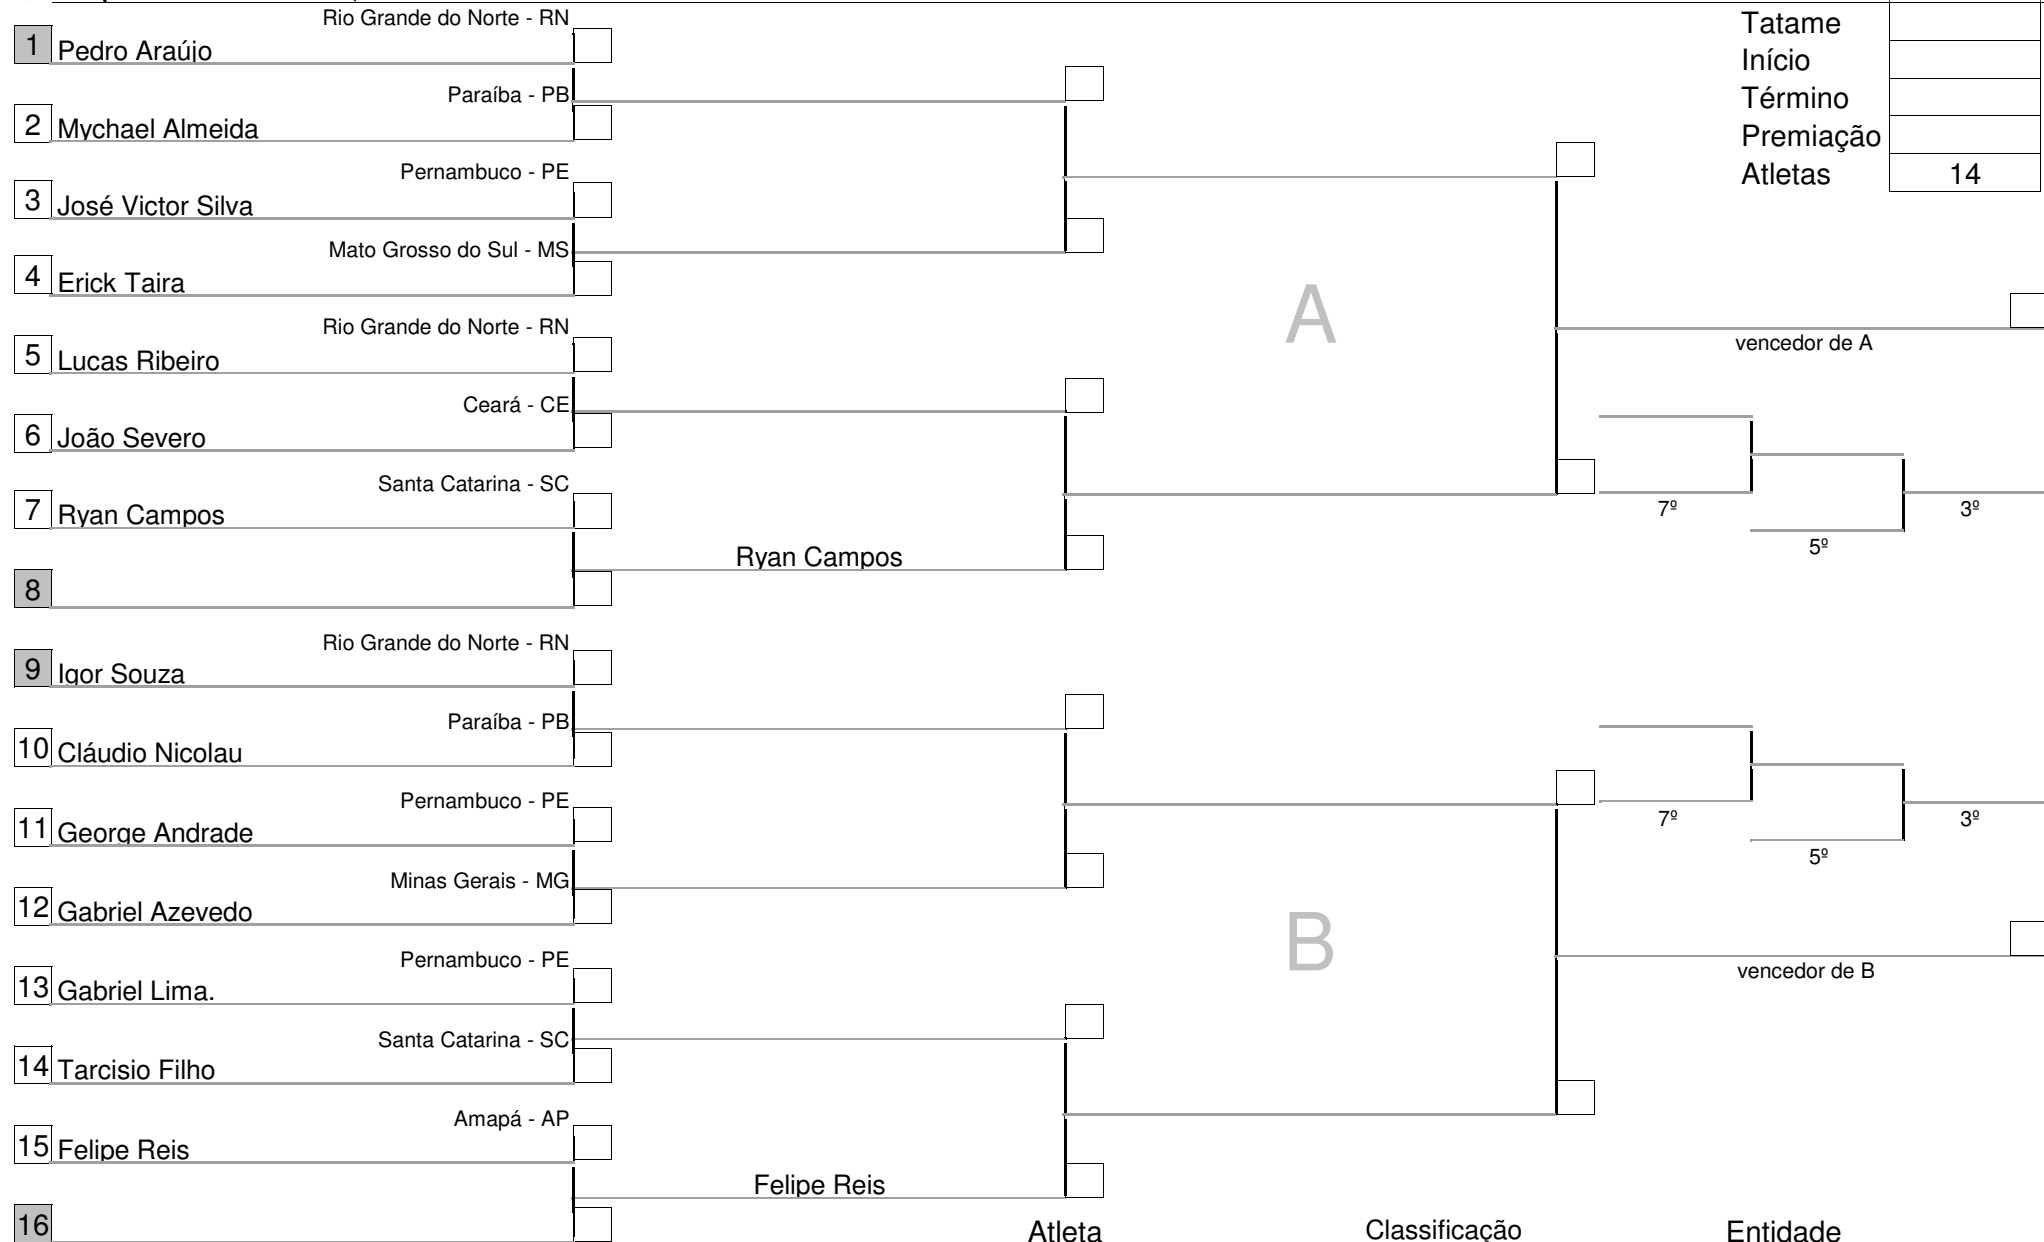 Rio Grande do Norte - RN
1 Pedro Araújo
Paraíba - PB
2 Mychael Almeida
Pernambuco - PE
3 José Victor Silva
Mato Grosso do Sul - MS
4 Erick Taira
Rio Grande do Norte - RN
5 Lucas Ribeiro
Ceará - CE
6 João Severo
Santa Catarina - SC
7 Ryan Campos
Ryan Campos
8
Rio Grande do Norte - RN
9 Igor Souza
Paraíba - PB
10 Cláudio Nicolau
Pernambuco - PE
11 George Andrade
Minas Gerais - MG
12 Gabriel Azevedo
Pernambuco - PE
13 Gabriel Lima.
Santa Catarina - SC
14 Tarcisio Filho
Amapá - AP
15 Felipe Reis
Felipe Reis
16
A
B
Tatame
Início
Término
Premiação
Atletas 14
vencedor de A
7º
3º
5º
7º
3º
5º
vencedor de B
Atleta Classificação Entidade